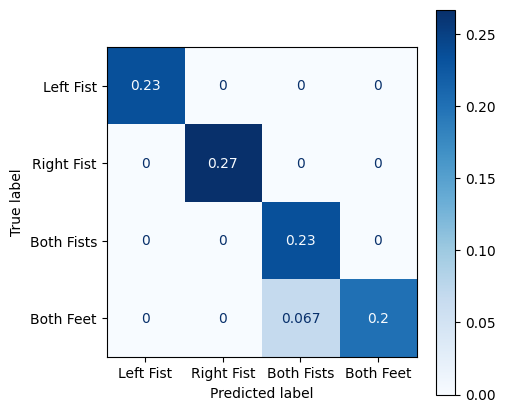 Left Fist 0.23 0 0 0
Right Fist 0 0.27 0 0
Both Fists 0 0 0.23 0
Both Feet 0 0 0.067 0.2
Left Fist Right Fist Both Fists Both Feet
Predicted label
True label
0.25
0.20
0.15
0.10
0.05
0.00